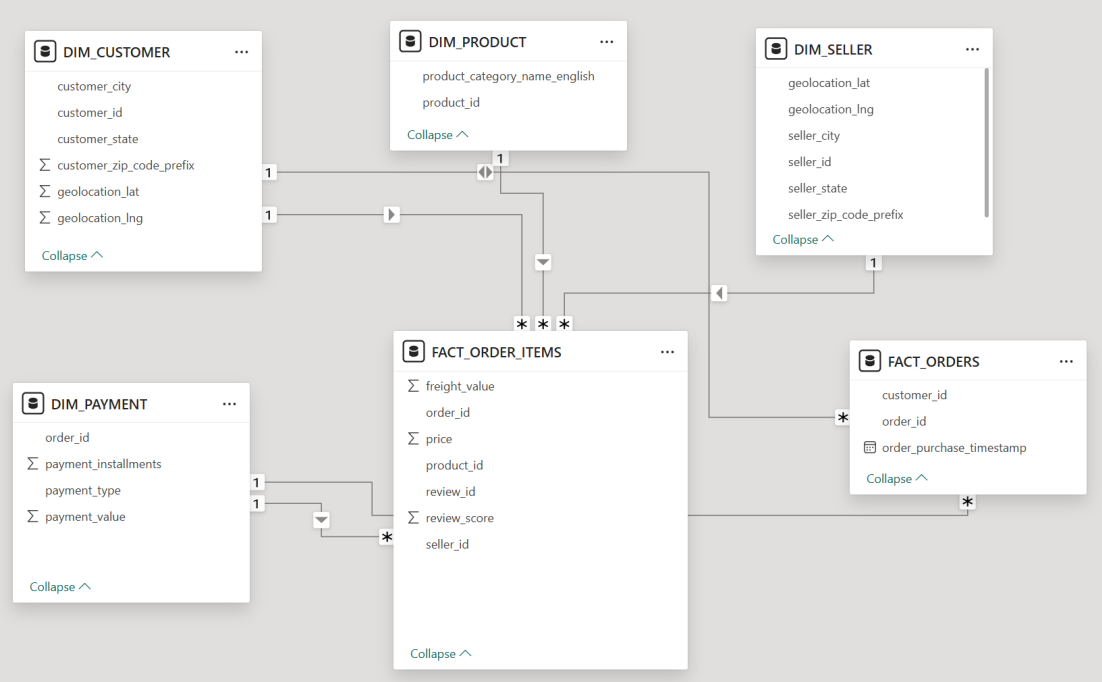 DIM_CUSTOMER
...
customer_city
customer_id
customer_state
Σ customer_zip_code_prefix
Σ geolocation_lat
Σ geolocation_lng
Collapse
DIM_PRODUCT
...
product_category_name_english
product_id
Collapse
DIM_SELLER
...
geolocation_lat
geolocation_lng
seller_city
seller_id
seller_state
seller_zip_code_prefix
Collapse
1
1
1
1
*
*
*
DIM_PAYMENT
...
order_id
Σ payment_installments
payment_type
Σ payment_value
Collapse
1
1
*
FACT_ORDER_ITEMS
...
Σ freight_value
order_id
Σ price
product_id
review_id
Σ review_score
seller_id
Collapse
*
FACT_ORDERS
...
customer_id
order_id
order_purchase_timestamp
Collapse
*